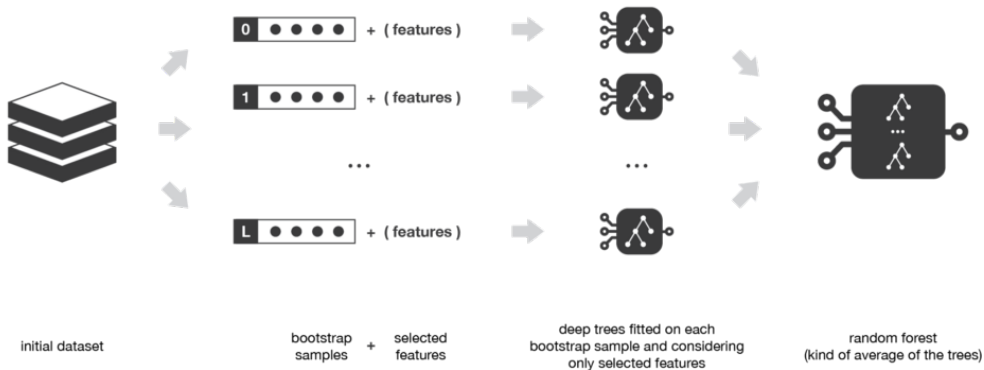 0 + ( features )
1 + ( features )
... ...
L + ( features )
...
initial dataset
bootstrap samples + selected features
deep trees fitted on each
bootstrap sample and considering
only selected features
random forest
(kind of average of the trees)